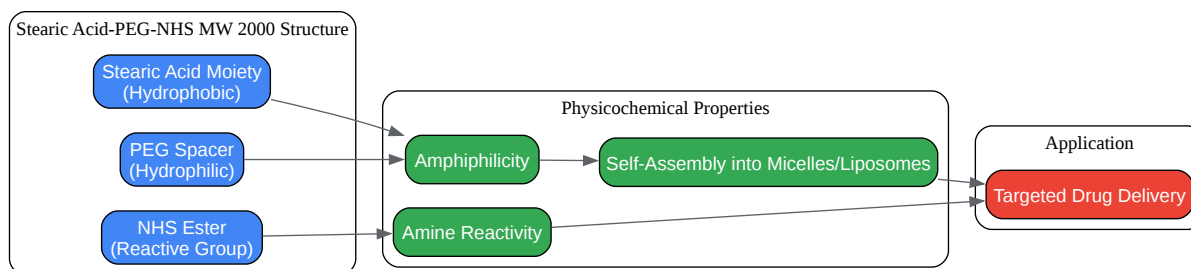 Stearic Acid-PEG-NHS MW 2000 Structure
Stearic Acid Moiety
(Hydrophobic)
PEG Spacer
(Hydrophilic)
NHS Ester
(Reactive Group)
Physicochemical Properties
Amphiphilicity
Self-Assembly into Micelles/Liposomes
Amine Reactivity
Application
Targeted Drug Delivery